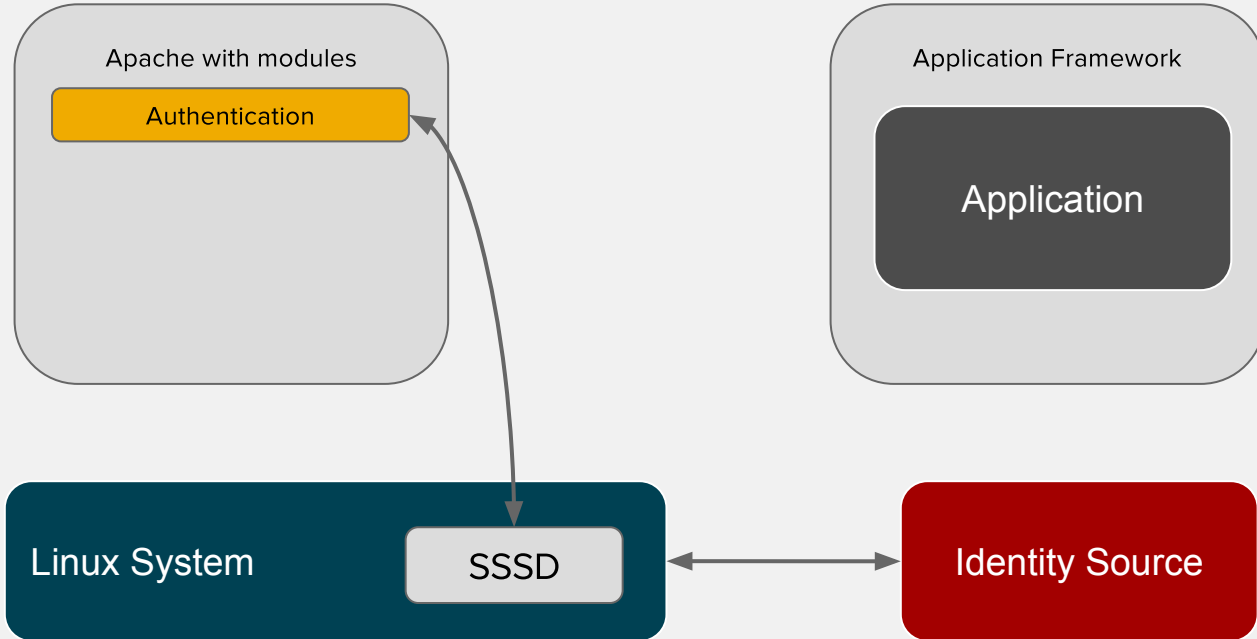 Apache with modules
Authentication
Application Framework
Application
Linux System
SSSD
Identity Source